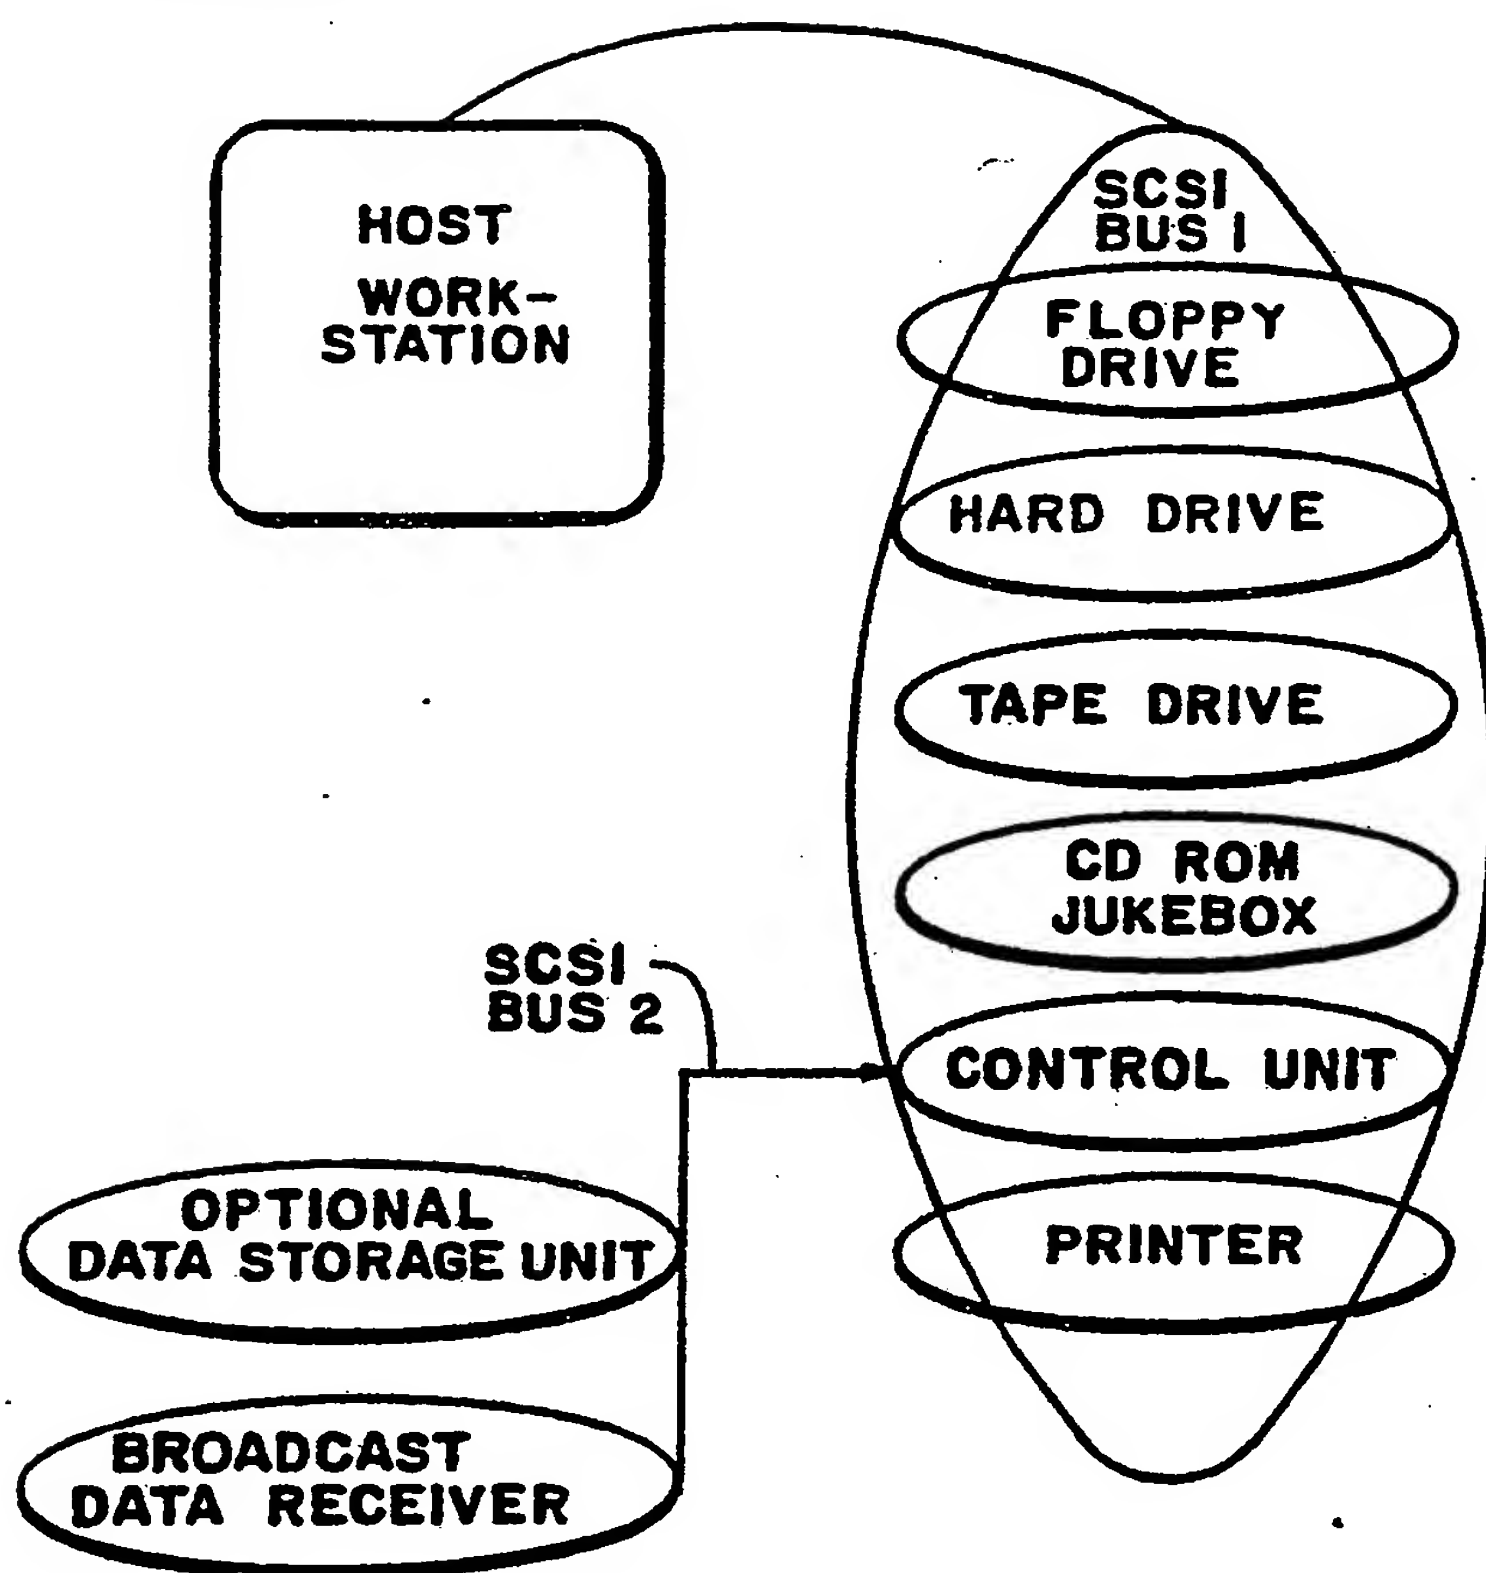 HOST
WORK-
STATION
SCSI
BUS 1
FLOPPY
DRIVE
HARD DRIVE
TAPE DRIVE
CD ROM
JUKEBOX
CONTROL UNIT
PRINTER
SCSI
BUS 2
OPTIONAL
DATA STORAGE UNIT
BROADCAST
DATA RECEIVER